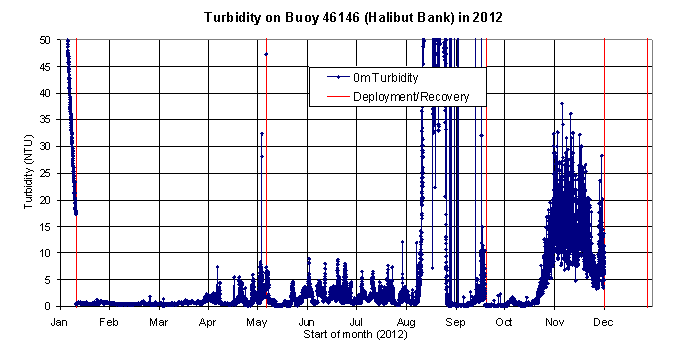 Turbidity on Buoy 46146 (Halibut Bank) in 2012
50
45
40
35
30
25
20
15
10
5
0
Turbidity (NTU)
0m Turbidity
Deployment/Recovery
Jan Feb Mar Apr May Jun Jul Aug Sep Oct Nov Dec
Start of month (2012)